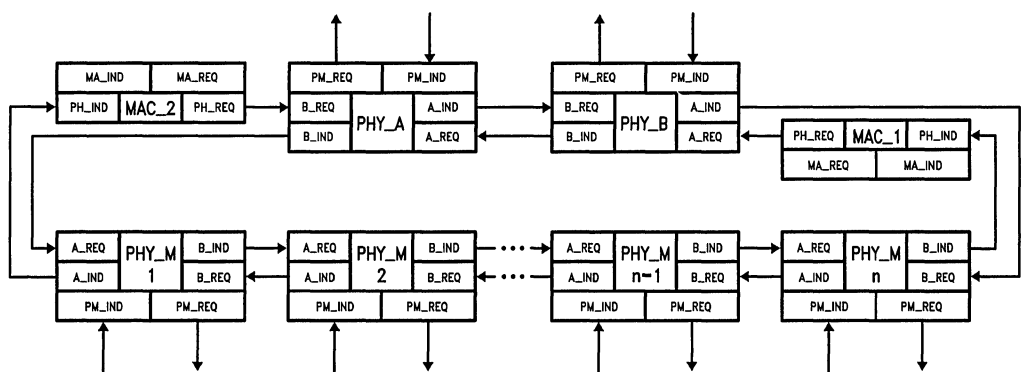 MA_IND MA_REQ
PH_IND MAC_2 PH_REQ
PM_REQ PM_IND
B_REQ PHY_A A_IND
B_IND A_REQ
PM_REQ PM_IND
B_REQ PHY_B A_IND
B_IND A_REQ
PH_REQ MAC_1 PH_IND
MA_REQ MA_IND
A_REQ PHY_M B_IND
A_IND 1 B_REQ
PM_IND PM_REQ
A_REQ PHY_M B_IND
A_IND 2 B_REQ
PM_IND PM_REQ
A_REQ PHY_M B_IND
A_IND n-1 B_REQ
PM_IND PM_REQ
A_REQ PHY_M B_IND
A_IND n B_REQ
PM_IND PM_REQ